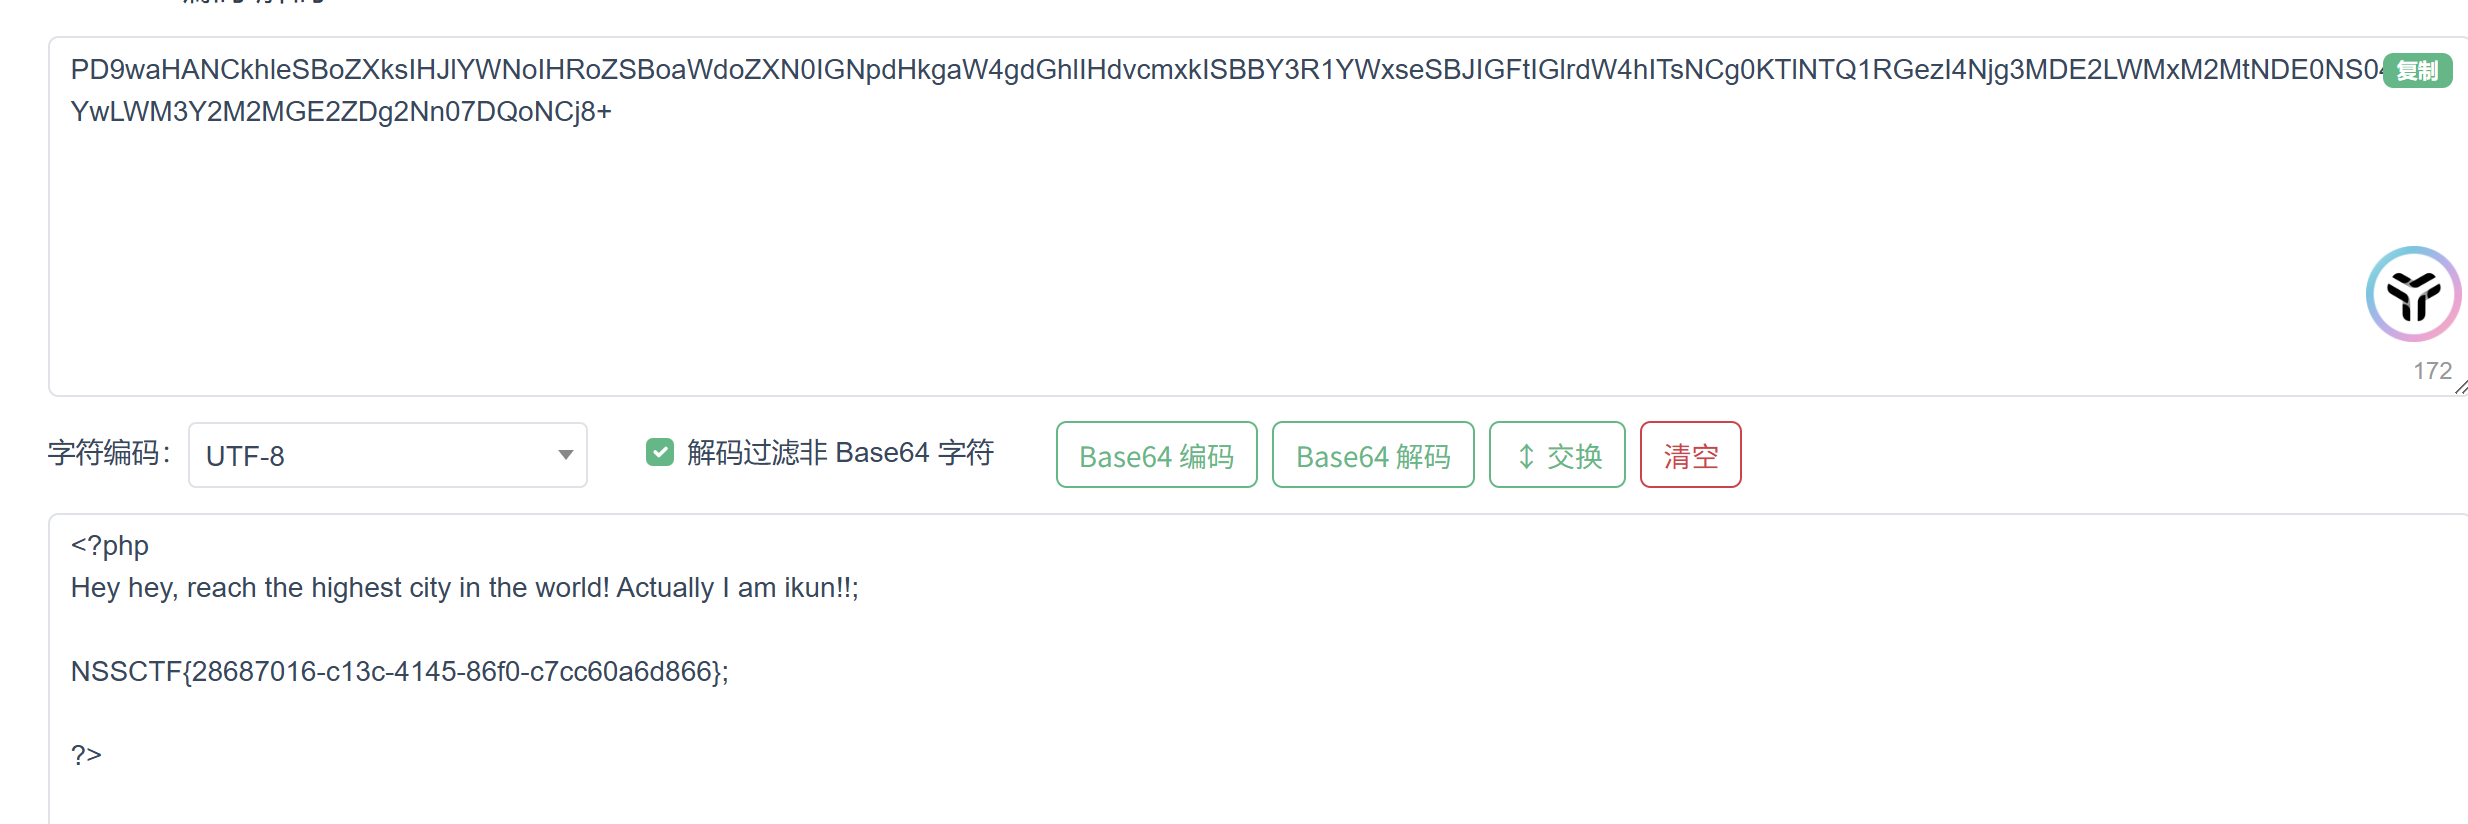 PD9waHANCkhleSBoZXksIHJlYWNoIHRoZSBoaWdoZXN0IGNpdHkgaW4gdGhlIHdvcmxkISBBY3R1YWxseSBJIGFtIGlrdW4hITsNCg0KTlNTQ1RGezI4Njg3MDE2LWMxM2MtNDE0NS04
复制
YwLWM3Y2M2MGE2ZDg2Nn07DQoNCj8+
172
字符编码：
UTF-8
解码过滤非 Base64 字符
Base64 编码
Base64 解码
交换
清空
<?php
Hey hey, reach the highest city in the world! Actually I am ikun!!;
NSSCTF{28687016-c13c-4145-86f0-c7cc60a6d866};
?>